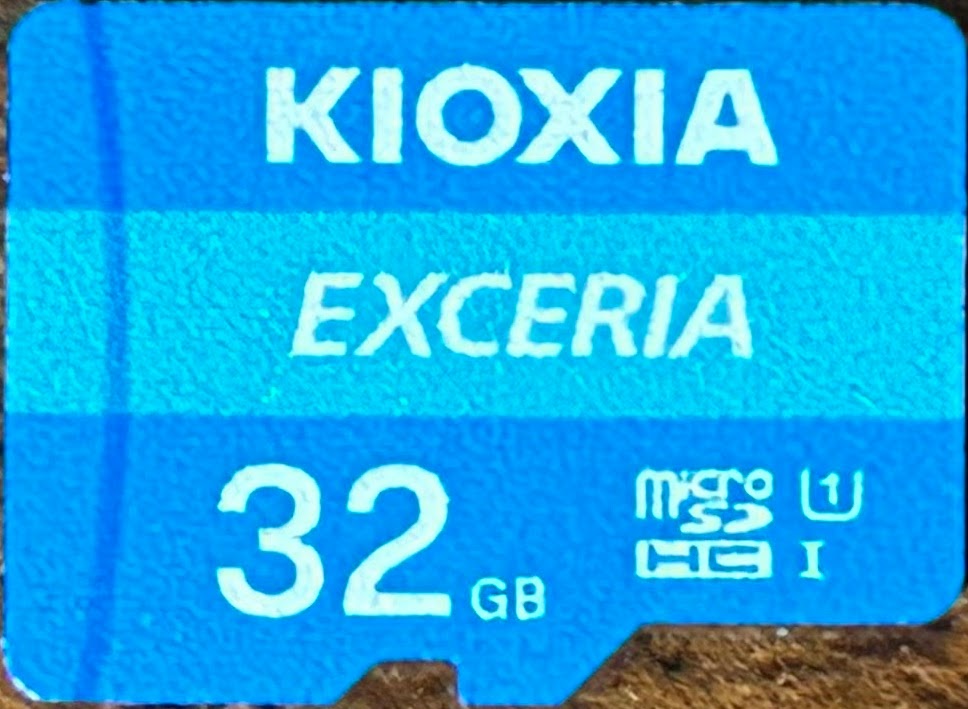 KIOXIA
EXCERIA
32 GB
micro SD HC I U1